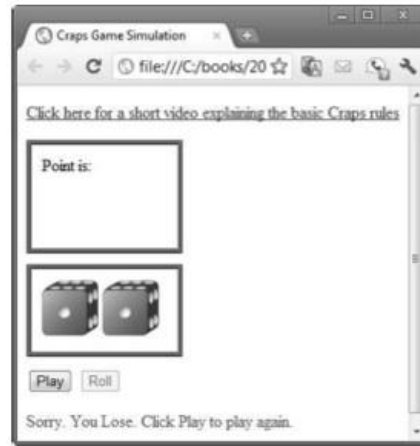 Craps Game Simulation
file:///C:/books/20
Click here for a short video explaining the basic Craps rules
Point is:
Play Roll
Sorry. You Lose. Click Play to play again.